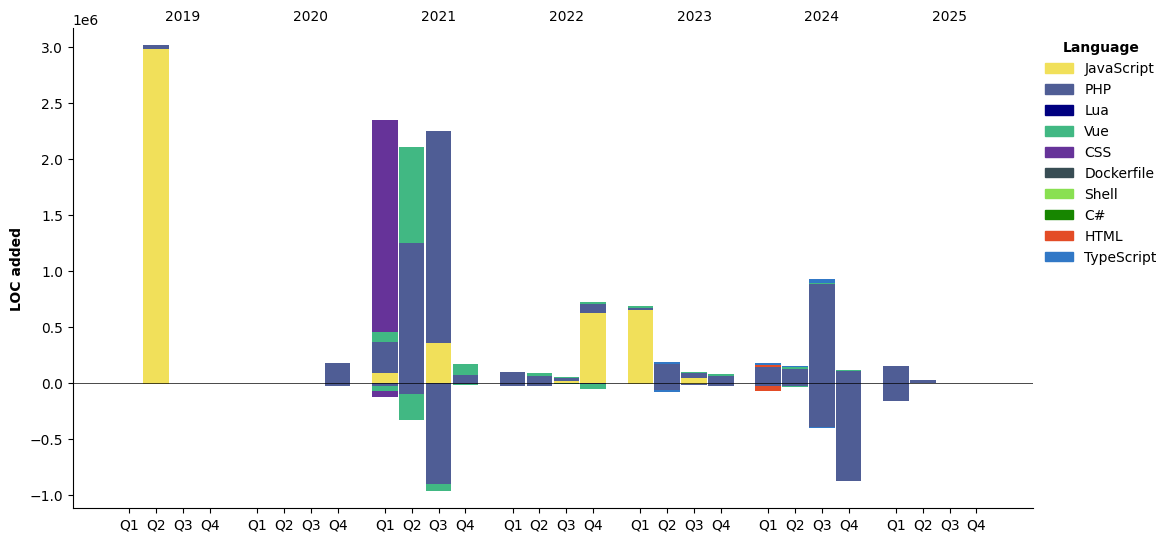 1e6
2019 2020 2021 2022 2023 2024 2025
LOC added
3.0
2.5
2.0
1.5
1.0
0.5
0.0
−0.5
−1.0
Q1 Q2 Q3 Q4 Q1 Q2 Q3 Q4 Q1 Q2 Q3 Q4 Q1 Q2 Q3 Q4 Q1 Q2 Q3 Q4 Q1 Q2 Q3 Q4 Q1 Q2 Q3 Q4
Language
JavaScript
PHP
Lua
Vue
CSS
Dockerfile
Shell
C#
HTML
TypeScript